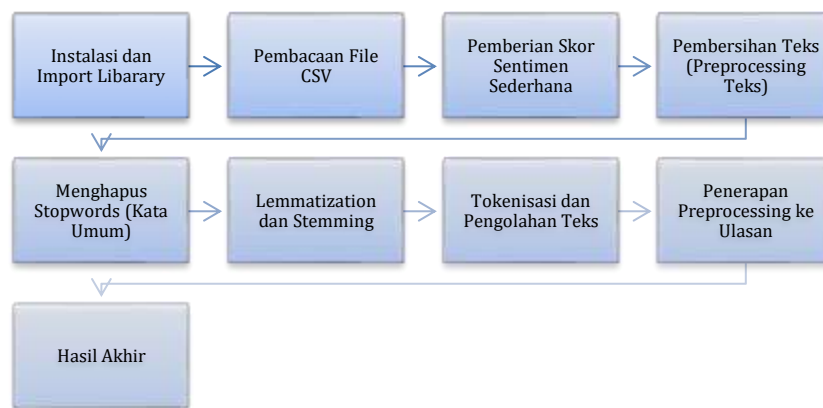 Instalasi dan
Import Libarary
Pembacaan File
CSV
Pemberian Skor
Sentimen
Sederhana
Pembersihan Teks
(Preprocessing
Teks)
Menghapus
Stopwords (Kata
Umum)
Lemmatization
dan Stemming
Tokenisasi dan
Pengolahan Teks
Penerapan
Preprocessing ke
Ulasan
Hasil Akhir